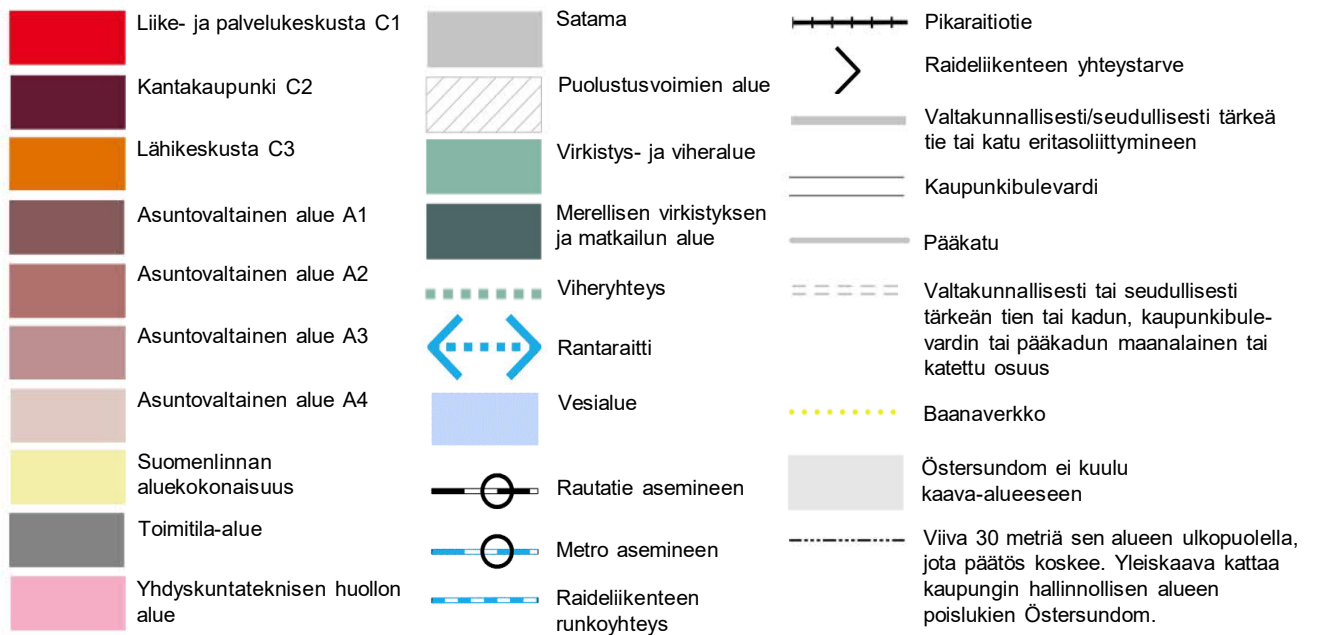 Liike- ja palvelukeskusta C1
Kantakaupunki C2
Lähikeskusta C3
Asuntovaltainen alue A1
Asuntovaltainen alue A2
Asuntovaltainen alue A3
Asuntovaltainen alue A4
Suomenlinnan
aluekokonaisuus
Toimitila-alue
Yhdyskuntateknisen huollon
alue
Satama
Puolustusvoimien alue
Virkistys- ja viheralue
Merellisen virkistyksen
ja matkailun alue
Viheryhteys
Rantaraitti
Vesialue
Rautatie asemineen
Metro asemineen
Raideliikenteen
runkoyhteys
Pikaraitiotie
Raideliikenteen yhteystarve
Valtakunnallisesti/seudullisesti tärkeä
tie tai katu eritasoliittymineen
Kaupunkibulevardi
Pääkatu
Valtakunnallisesti tai seudullisesti
tärkeän tien tai kadun, kaupunkibule-
vardin tai pääkadun maanalainen tai
katettu osuus
Baanaverkko
Östersundom ei kuulu
kaava-alueeseen
Viiva 30 metriä sen alueen ulkopuolella,
jota päätös koskee. Yleiskaava kattaa
kaupungin hallinnollisen alueen
poislukien Östersundom.